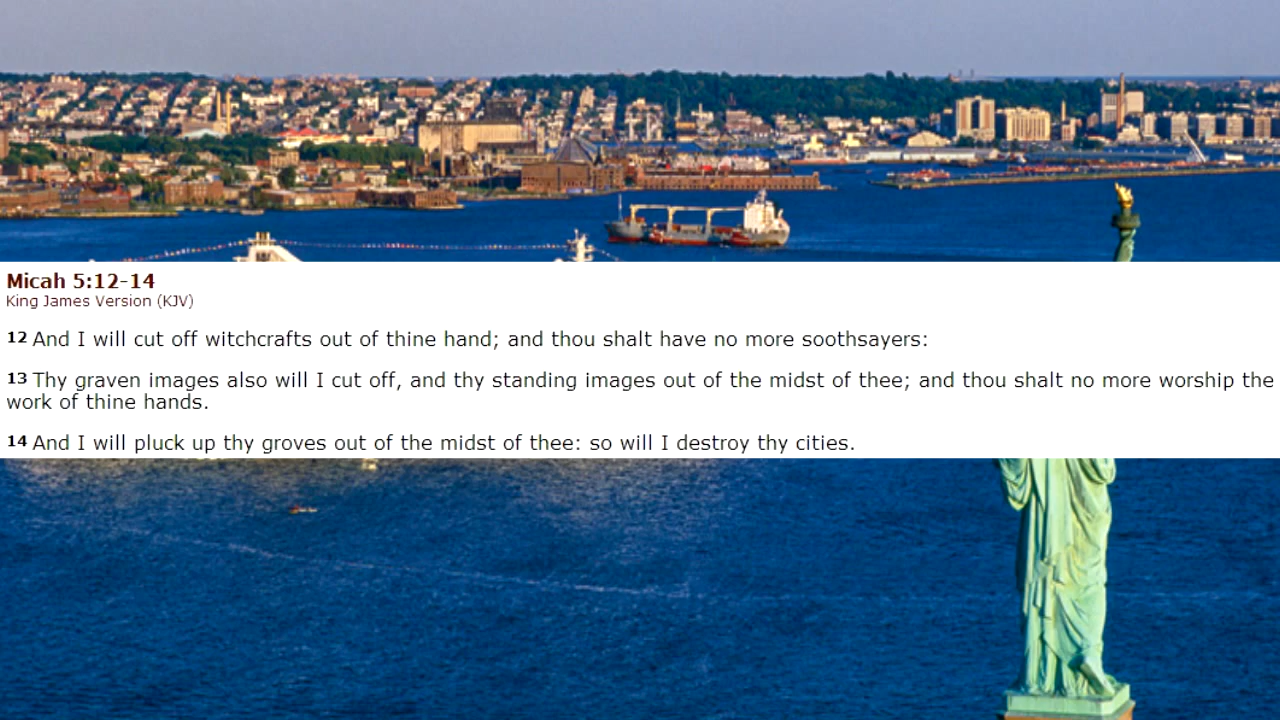 Micah 5:12-14
King James Version (KJV)
12 And I will cut off witchcrafts out of thine hand; and thou shalt have no more soothsayers:
13 Thy graven images also will I cut off, and thy standing images out of the midst of thee; and thou shalt no more worship the
work of thine hands.
14 And I will pluck up thy groves out of the midst of thee: so will I destroy thy cities.